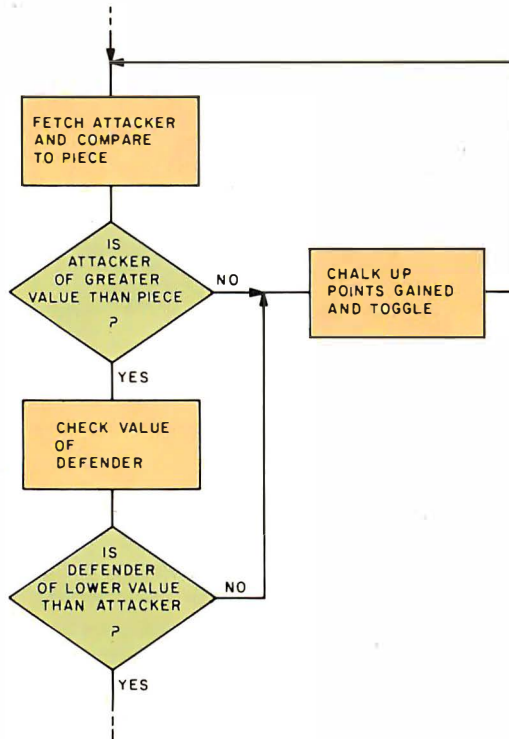 FETCH ATTACKER
AND COMPARE
TO PIECE
IS
ATTACKER
OF GREATER
VALUE THAN PIECE
?
NO
CHALK UP
POINTS GAINED
AND TOGGLE
YES
CHECK VALUE
OF
DEFENDER
IS
DEFENDER
OF LOWER VALUE
THAN ATTACKER
?
NO
YES